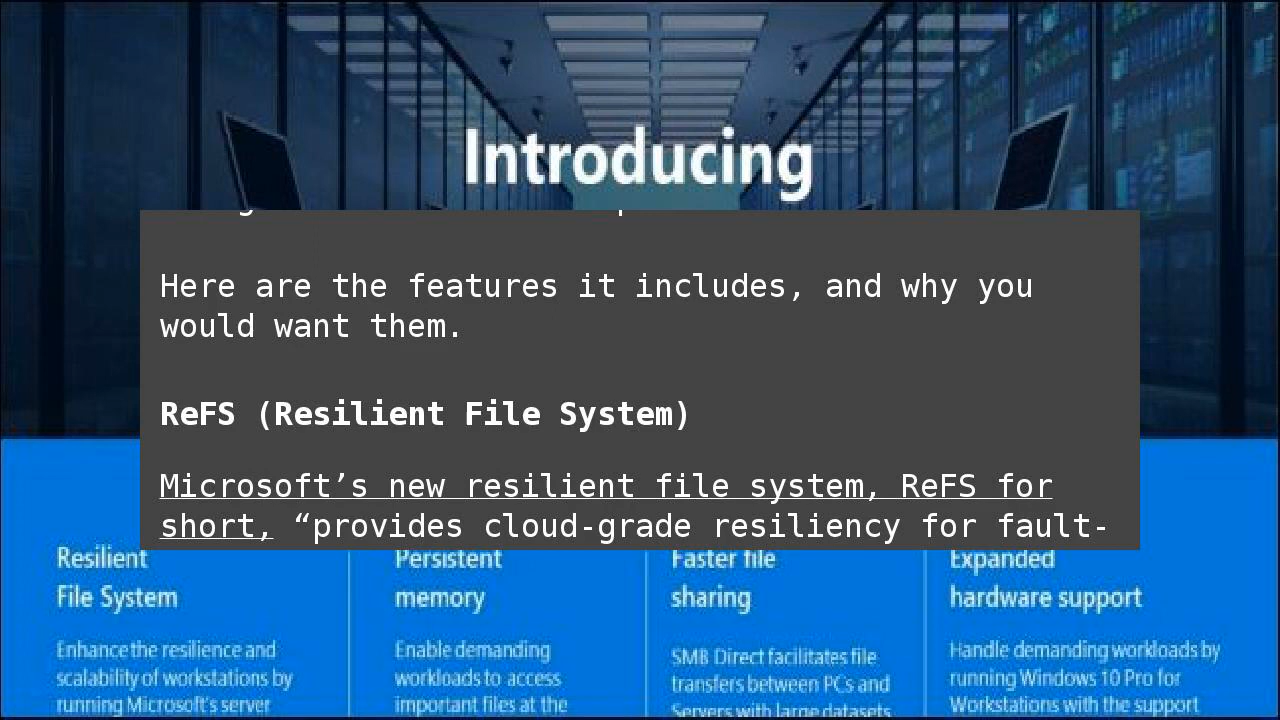 Introducing
Here are the features it includes, and why you
would want them.
ReFS (Resilient File System)
Microsoft’s new resilient file system, ReFS for
short, “provides cloud-grade resiliency for fault-
Resilient
File System
Enhance the resilience and
scalability of workstations by
running Microsoft's server
Persistent
memory
Enable demanding
workloads to access
important files at the
Faster file
sharing
SMB Direct facilitates file
transfers between PCs and
Servers with large datasets
Expanded
hardware support
Handle demanding workloads by
running Windows 10 Pro for
Workstations with the support